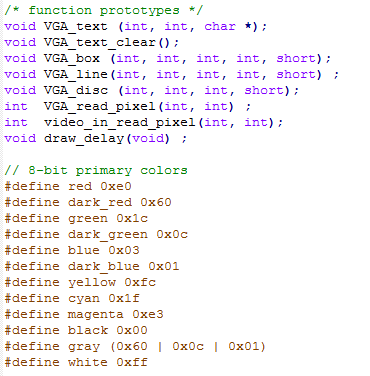 /* function prototypes */
void VGA_text (int, int, char *);
void VGA_text_clear();
void VGA_box (int, int, int, int, short);
void VGA_line(int, int, int, int, short) ;
void VGA_disc (int, int, int, short);
int  VGA_read_pixel(int, int) ;
int  video_in_read_pixel(int, int);
void draw_delay(void) ;

// 8-bit primary colors
#define red 0xe0
#define dark_red 0x60
#define green 0x1c
#define dark_green 0x0c
#define blue 0x03
#define dark_blue 0x01
#define yellow 0xfc
#define cyan 0x1f
#define magenta 0xe3
#define black 0x00
#define gray (0x60 | 0x0c | 0x01)
#define white 0xff